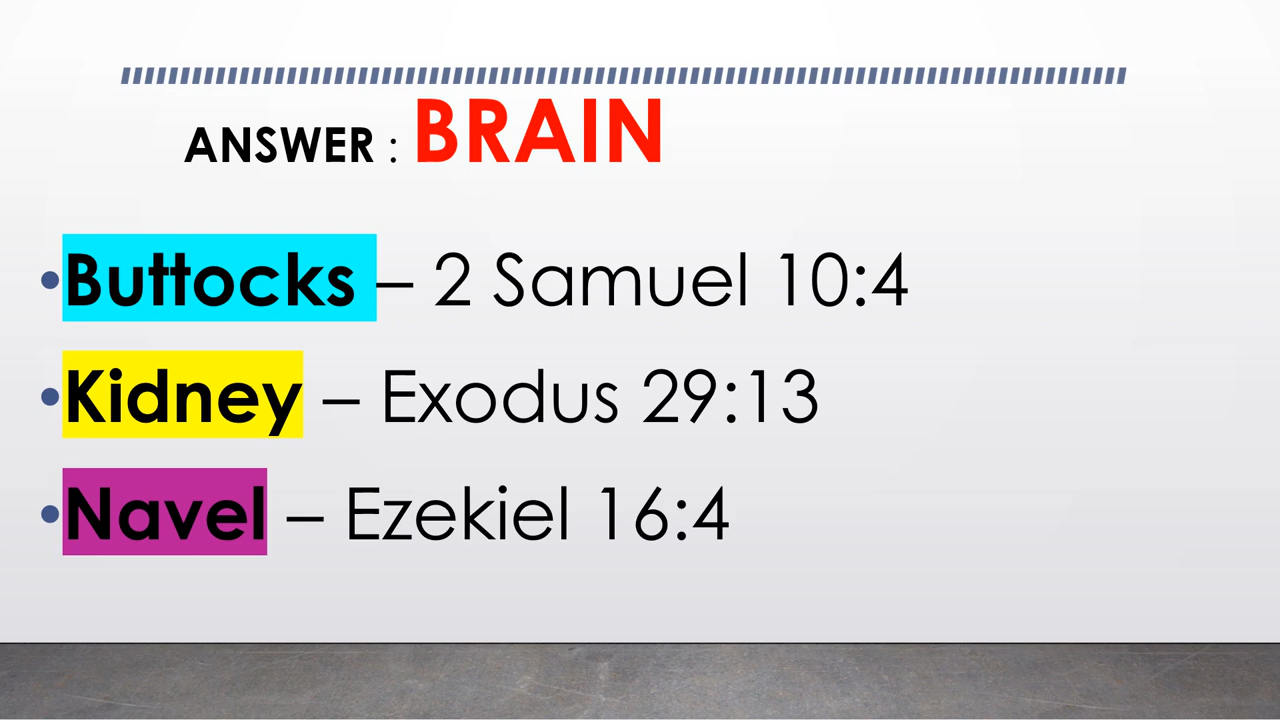 ANSWER : BRAIN
•Buttocks – 2 Samuel 10:4
•Kidney – Exodus 29:13
•Navel – Ezekiel 16:4